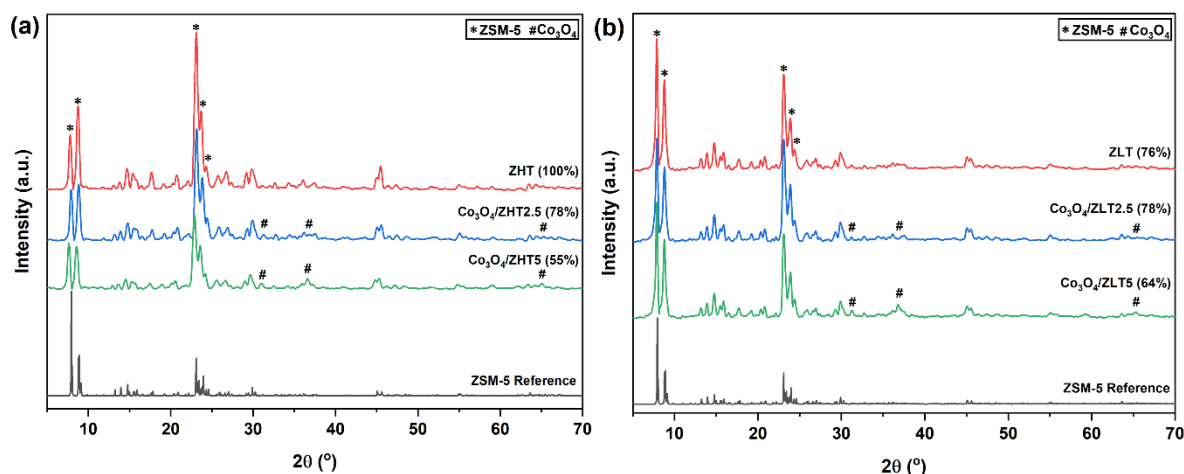 (a)
* ZSM-5 # Co₃O₄
*
*
*
*
*
ZHT (100%)
Co₃O₄/ZHT2.5 (78%)
#
#
#
Co₃O₄/ZHT5 (55%)
#
#
#
ZSM-5 Reference
Intensity (a.u.)
10 20 30 40 50 60 70
2θ (°)
(b)
* ZSM-5 # Co₃O₄
*
*
*
*
*
ZLT (76%)
Co₃O₄/ZLT2.5 (78%)
#
#
#
Co₃O₄/ZLT5 (64%)
#
#
#
ZSM-5 Reference
Intensity (a.u.)
10 20 30 40 50 60 70
2θ (°)